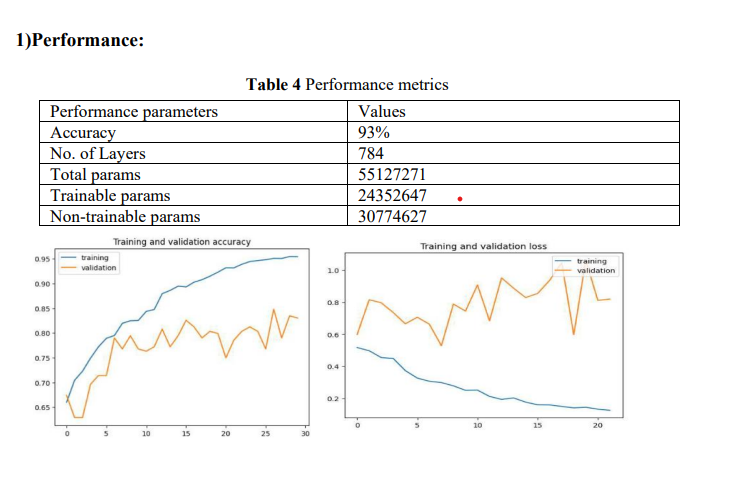 1)Performance:
Table 4 Performance metrics
Performance parameters Values
Accuracy 93%
No. of Layers 784
Total params 55127271
Trainable params 24352647
Non-trainable params 30774627
Training and validation accuracy
training
validation
0.95
0.90
0.85
0.80
0.75
0.70
0.65
0 5 10 15 20 25 30
Training and validation loss
training
validation
1.0
0.8
0.6
0.4
0.2
0 5 10 15 20